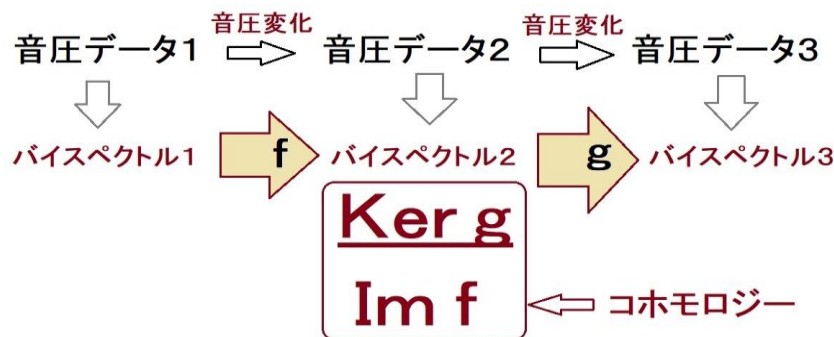 音圧データ1 音圧変化 音圧データ2 音圧変化 音圧データ3
バイスペクトル1 f バイスペクトル2 g バイスペクトル3
Ker g
Im f コホモロジー